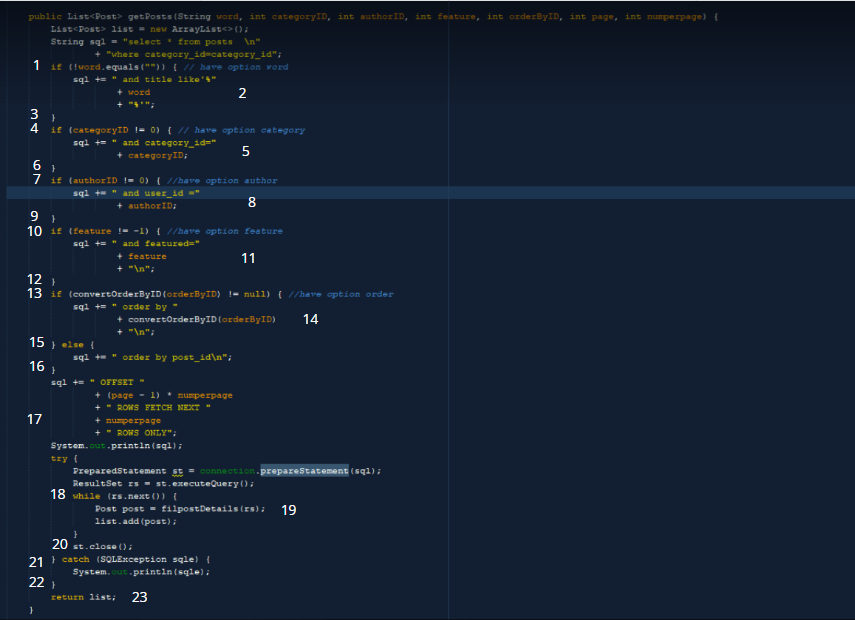 public List<Post> getPosts(String word, int categoryID, int authorID, int feature, int orderByID, int page, int numperpage) {
List<Post> list = new ArrayList<>();
String sql = "select * from posts  \n"
+ "where category_id=category_id";
1 if (!word.equals("")) { // have option word
sql += " and title like'%"
+ word 2
+ "%'";
3 }
4 if (categoryID != 0) { // have option category
sql += " and category_id="
+ categoryID; 5
6 }
7 if (authorID != 0) { //have option author
sql += " and user_id ="
+ authorID; 8
9 }
10 if (feature != -1) { //have option feature
sql += " and featured="
+ feature 11
+ "\n";
12 }
13 if (convertOrderByID(orderByID) != null) { //have option order
sql += " order by "
+ convertOrderByID(orderByID) 14
+ "\n";
15 } else {
sql += " order by post_id\n";
16 }
sql += " OFFSET "
+ (page - 1) * numperpage
+ " ROWS FETCH NEXT "
17 + numperpage
+ " ROWS ONLY";
System.out.println(sql);
try {
PreparedStatement st = connection.prepareStatement(sql);
ResultSet rs = st.executeQuery();
18 while (rs.next()) {
Post post = filpostDetails(rs); 19
list.add(post);
}
20 st.close();
21 } catch (SQLException sqle) {
System.out.println(sqle);
22 }
return list; 23
}